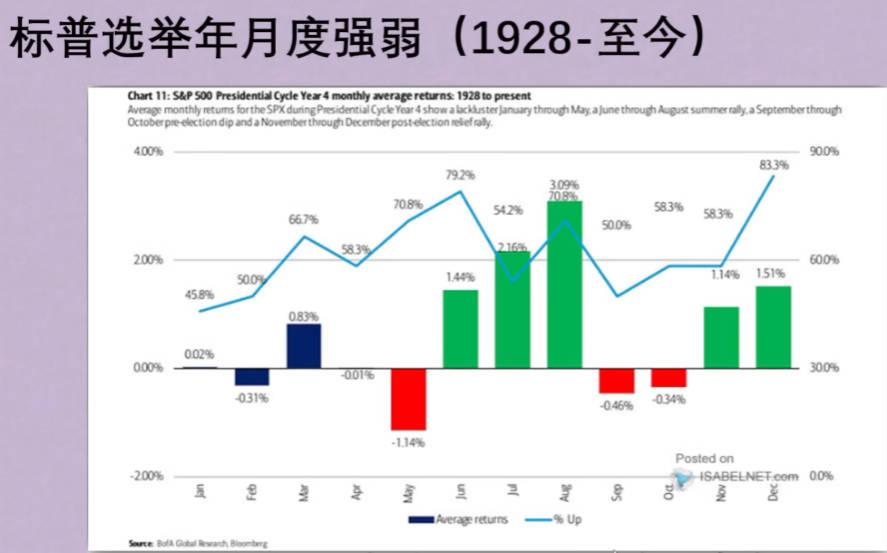 标普选举年月度强弱（1928-至今）
Chart 11: S&P 500 Presidential Cycle Year 4 monthly average returns: 1928 to present
Average monthly returns for the SPX during Presidential Cycle Year 4 show a lackluster January through May, a June through August summer rally, a September through
October pre-election dip and a November through December post-election relief rally.
4.00% 90.0%
83.3%
79.2%
3.09%
70.8% 70.8%
54.2% 58.3% 58.3%
66.7% 50.0%
58.3% 2.16%
2.00% 60.0%
50.0% 1.44% 1.14% 1.51%
45.8%
0.83%
0.02%
0.00% 30.0%
-0.01%
-0.31% -0.46% -0.34%
-1.14%
Posted on
ISABELNET.com
-2.00% 0.0%
Jan Feb Mar Apr May Jun Jul Aug Sep Oct Nov Dec
Average returns % Up
Source: BofA Global Research, Bloomberg